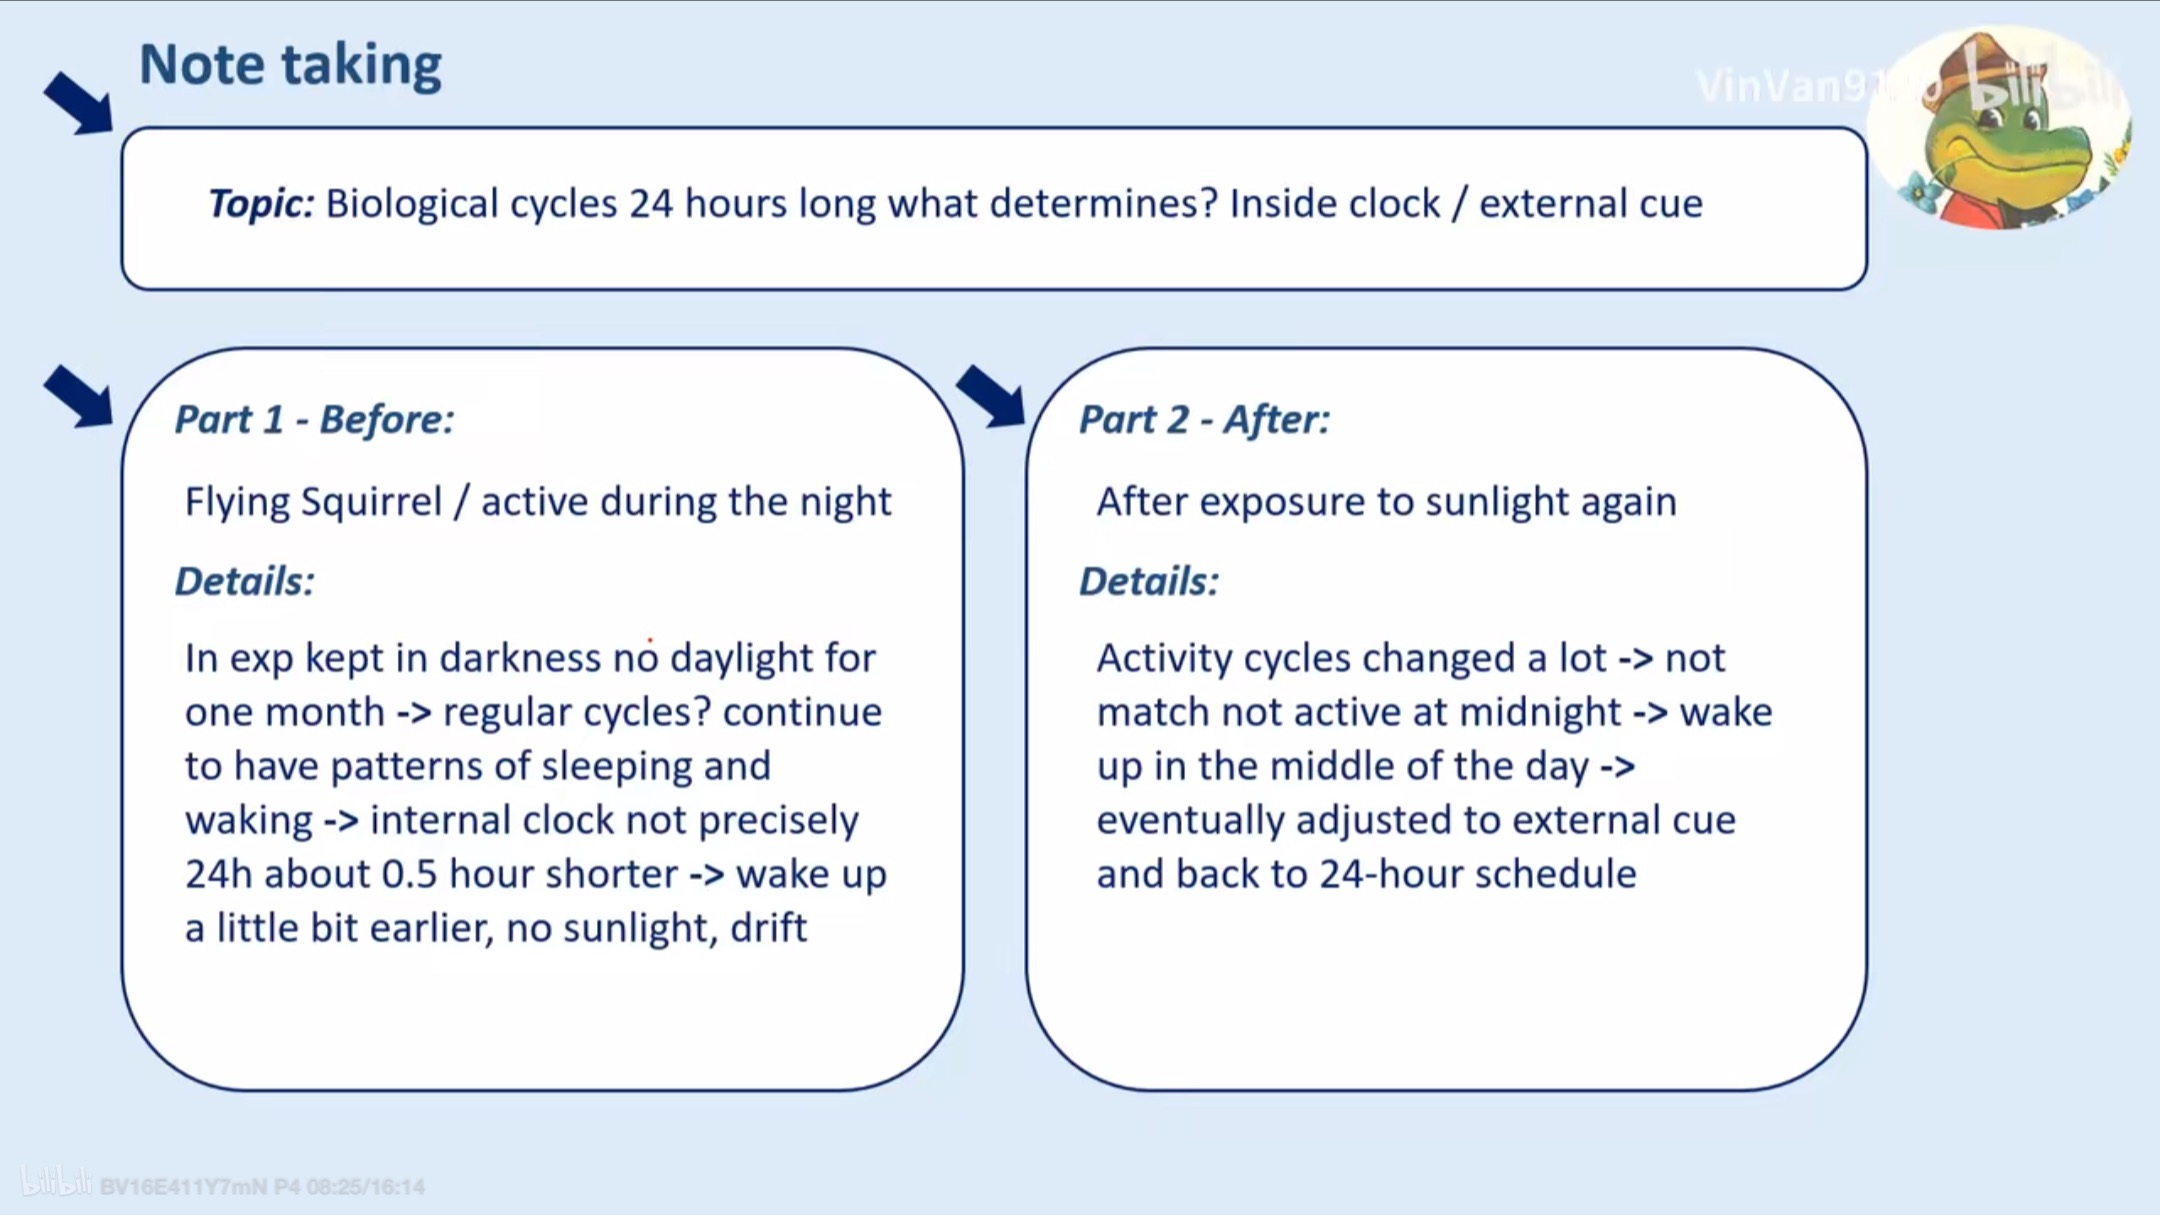 Note taking
Topic: Biological cycles 24 hours long what determines? Inside clock / external cue
Part 1 - Before:
Flying Squirrel / active during the night
Details:
In exp kept in darkness no daylight for
one month -> regular cycles? continue
to have patterns of sleeping and
waking -> internal clock not precisely
24h about 0.5 hour shorter -> wake up
a little bit earlier, no sunlight, drift
Part 2 - After:
After exposure to sunlight again
Details:
Activity cycles changed a lot -> not
match not active at midnight -> wake
up in the middle of the day ->
eventually adjusted to external cue
and back to 24-hour schedule
bilibili
bilibili BV16E411Y7mN P4 08:25/16:14